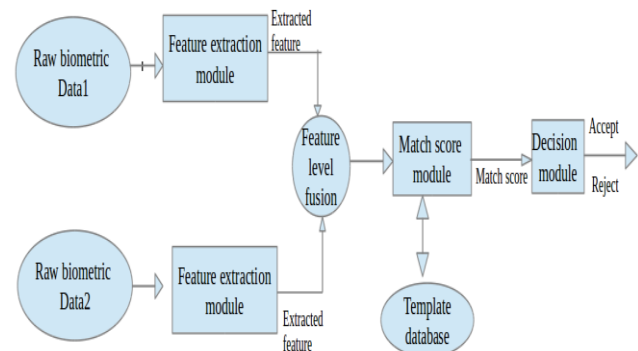 Raw biometric
Data1
Feature extraction
module
Extracted
feature
Feature
level
fusion
Match score
module
Match score
Decision
module
Accept
Reject
Raw biometric
Data2
Feature extraction
module
Extracted
feature
Template
database